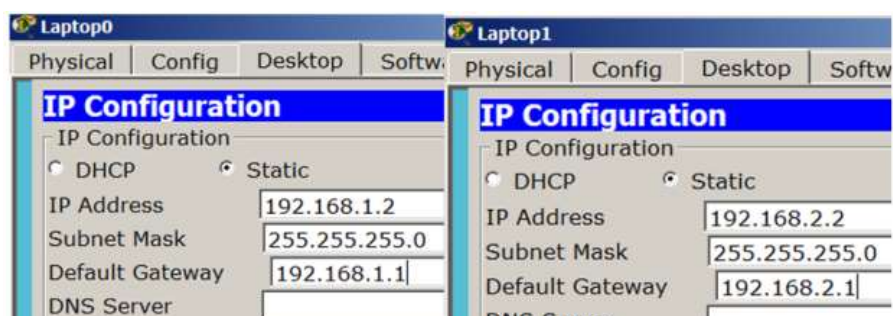 Laptop0
Physical Config Desktop Softw
IP Configuration
IP Configuration
DHCP Static
IP Address 192.168.1.2
Subnet Mask 255.255.255.0
Default Gateway 192.168.1.1
DNS Server
Laptop1
Physical Config Desktop Softw
IP Configuration
IP Configuration
DHCP Static
IP Address 192.168.2.2
Subnet Mask 255.255.255.0
Default Gateway 192.168.2.1